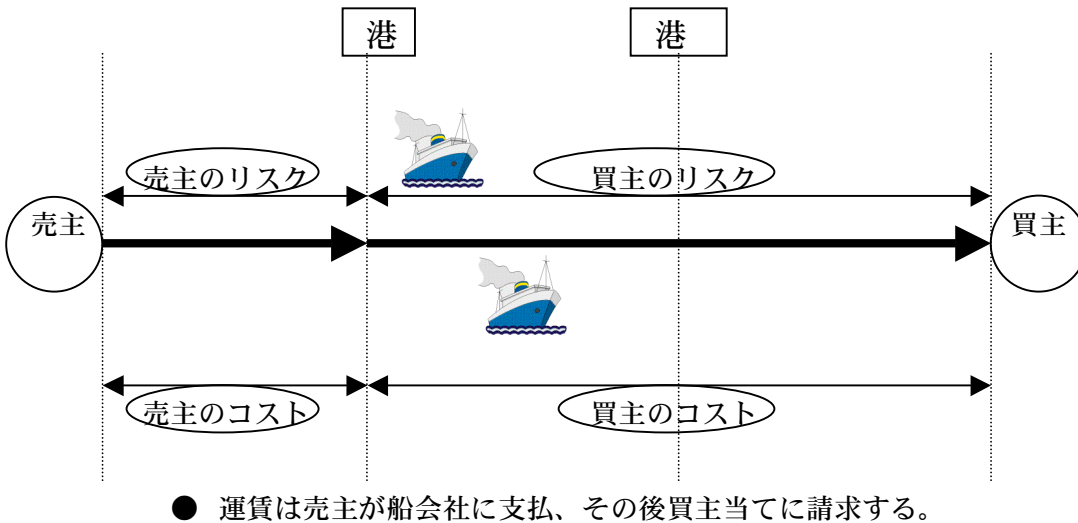 港
港
売主のリスク
買主のリスク
売主
買主
売主のコスト
買主のコスト
● 運賃は売主が船会社に支払、その後買主当てに請求する。